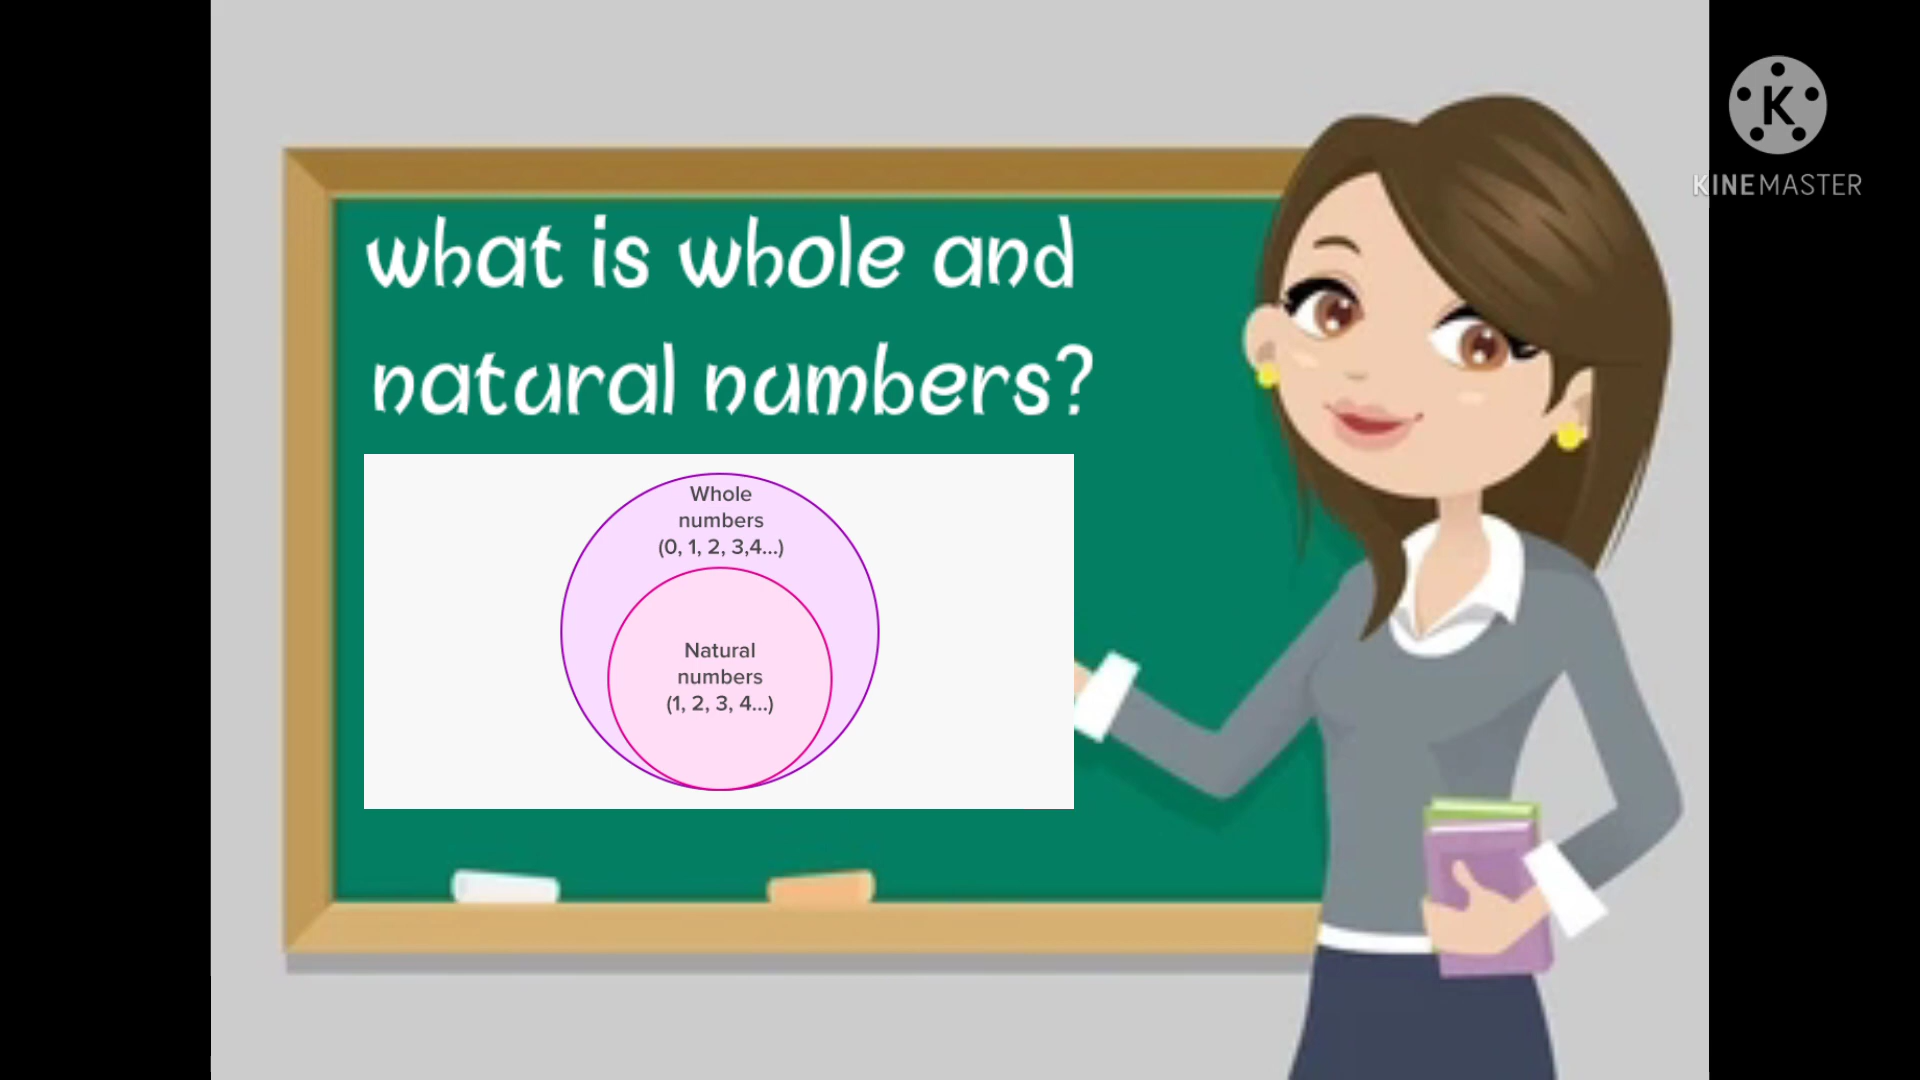 what is whole and
natural numbers?
Whole
numbers
(0, 1, 2, 3,4...)
Natural
numbers
(1, 2, 3, 4...)
K
KINEMASTER